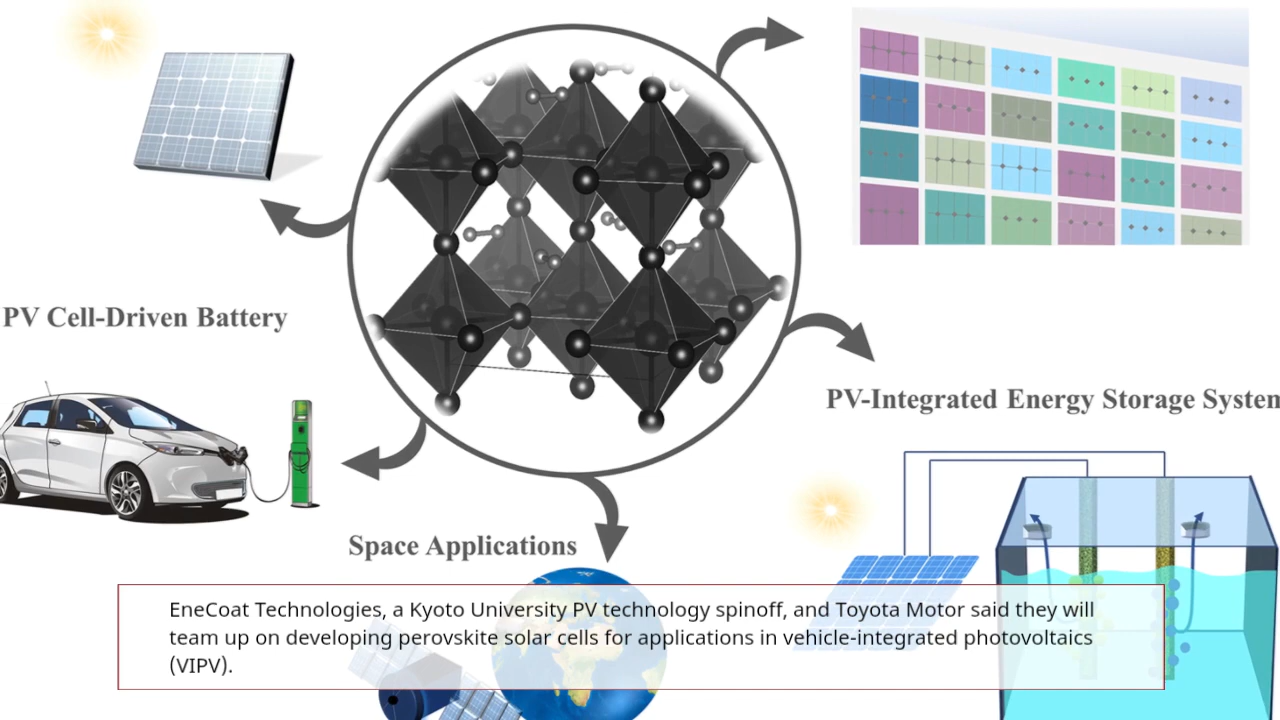 PV Cell-Driven Battery
PV-Integrated Energy Storage System
Space Applications
EneCoat Technologies, a Kyoto University PV technology spinoff, and Toyota Motor said they will
team up on developing perovskite solar cells for applications in vehicle-integrated photovoltaics
(VIPV).